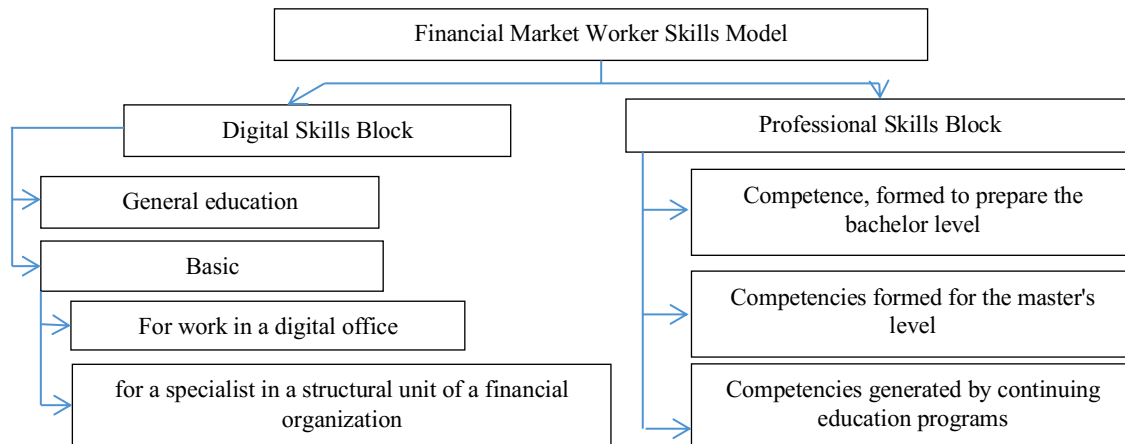 Financial Market Worker Skills Model
Digital Skills Block
Professional Skills Block
General education
Competence, formed to prepare the
bachelor level
Basic
Competencies formed for the master's
level
For work in a digital office
for a specialist in a structural unit of a financial
organization
Competencies generated by continuing
education programs